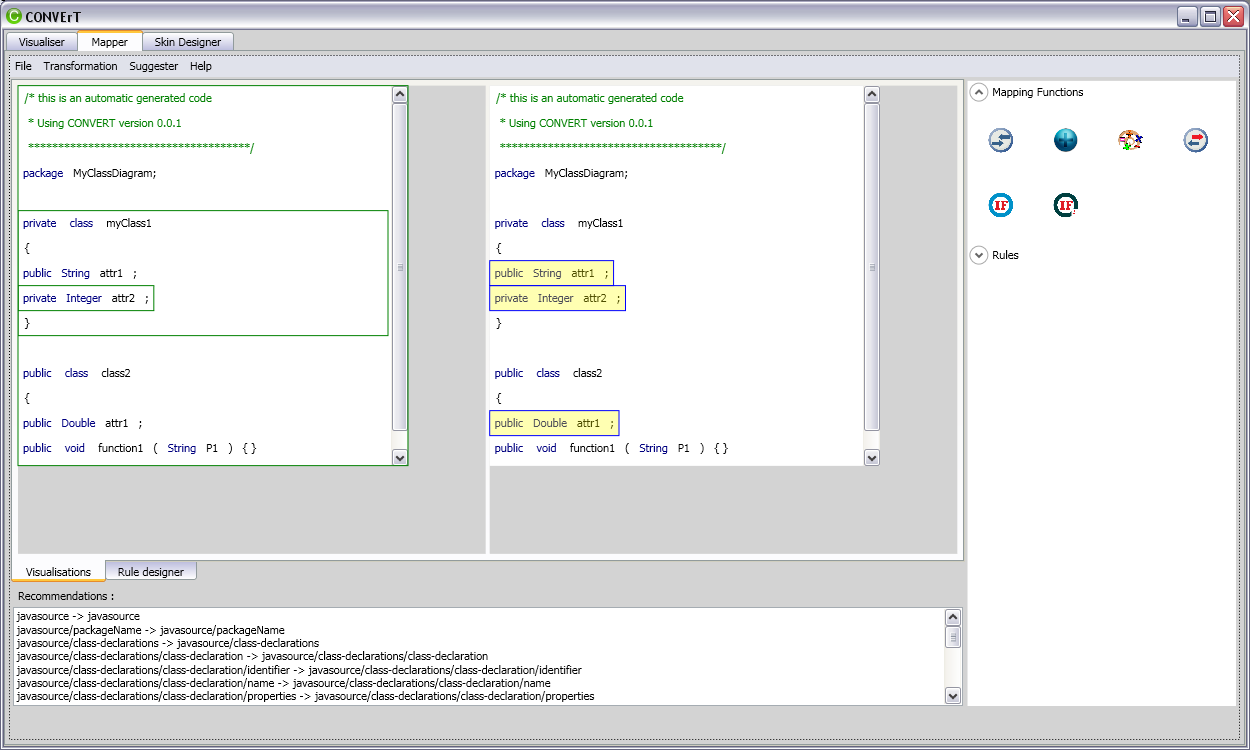 CONVErT
Visualiser Mapper Skin Designer
File Transformation Suggester Help
/* this is an automatic generated code
* Using CONVERT version 0.0.1
*************************************/
package MyClassDiagram;
private class myClass1
{
public String attr1 ;
private Integer attr2 ;
}
public class class2
{
public Double attr1 ;
public void function1 ( String P1 ) { }
/* this is an automatic generated code
* Using CONVERT version 0.0.1
*************************************/
package MyClassDiagram;
private class myClass1
{
public String attr1 ;
private Integer attr2 ;
}
public class class2
{
public Double attr1 ;
public void function1 ( String P1 ) { }
Mapping Functions
IF IF
Rules
Visualisations Rule designer
Recommendations :
javasource -> javasource
javasource/packageName -> javasource/packageName
javasource/class-declarations -> javasource/class-declarations
javasource/class-declarations/class-declaration -> javasource/class-declarations/class-declaration
javasource/class-declarations/class-declaration/identifier -> javasource/class-declarations/class-declaration/identifier
javasource/class-declarations/class-declaration/name -> javasource/class-declarations/class-declaration/name
javasource/class-declarations/class-declaration/properties -> javasource/class-declarations/class-declaration/properties